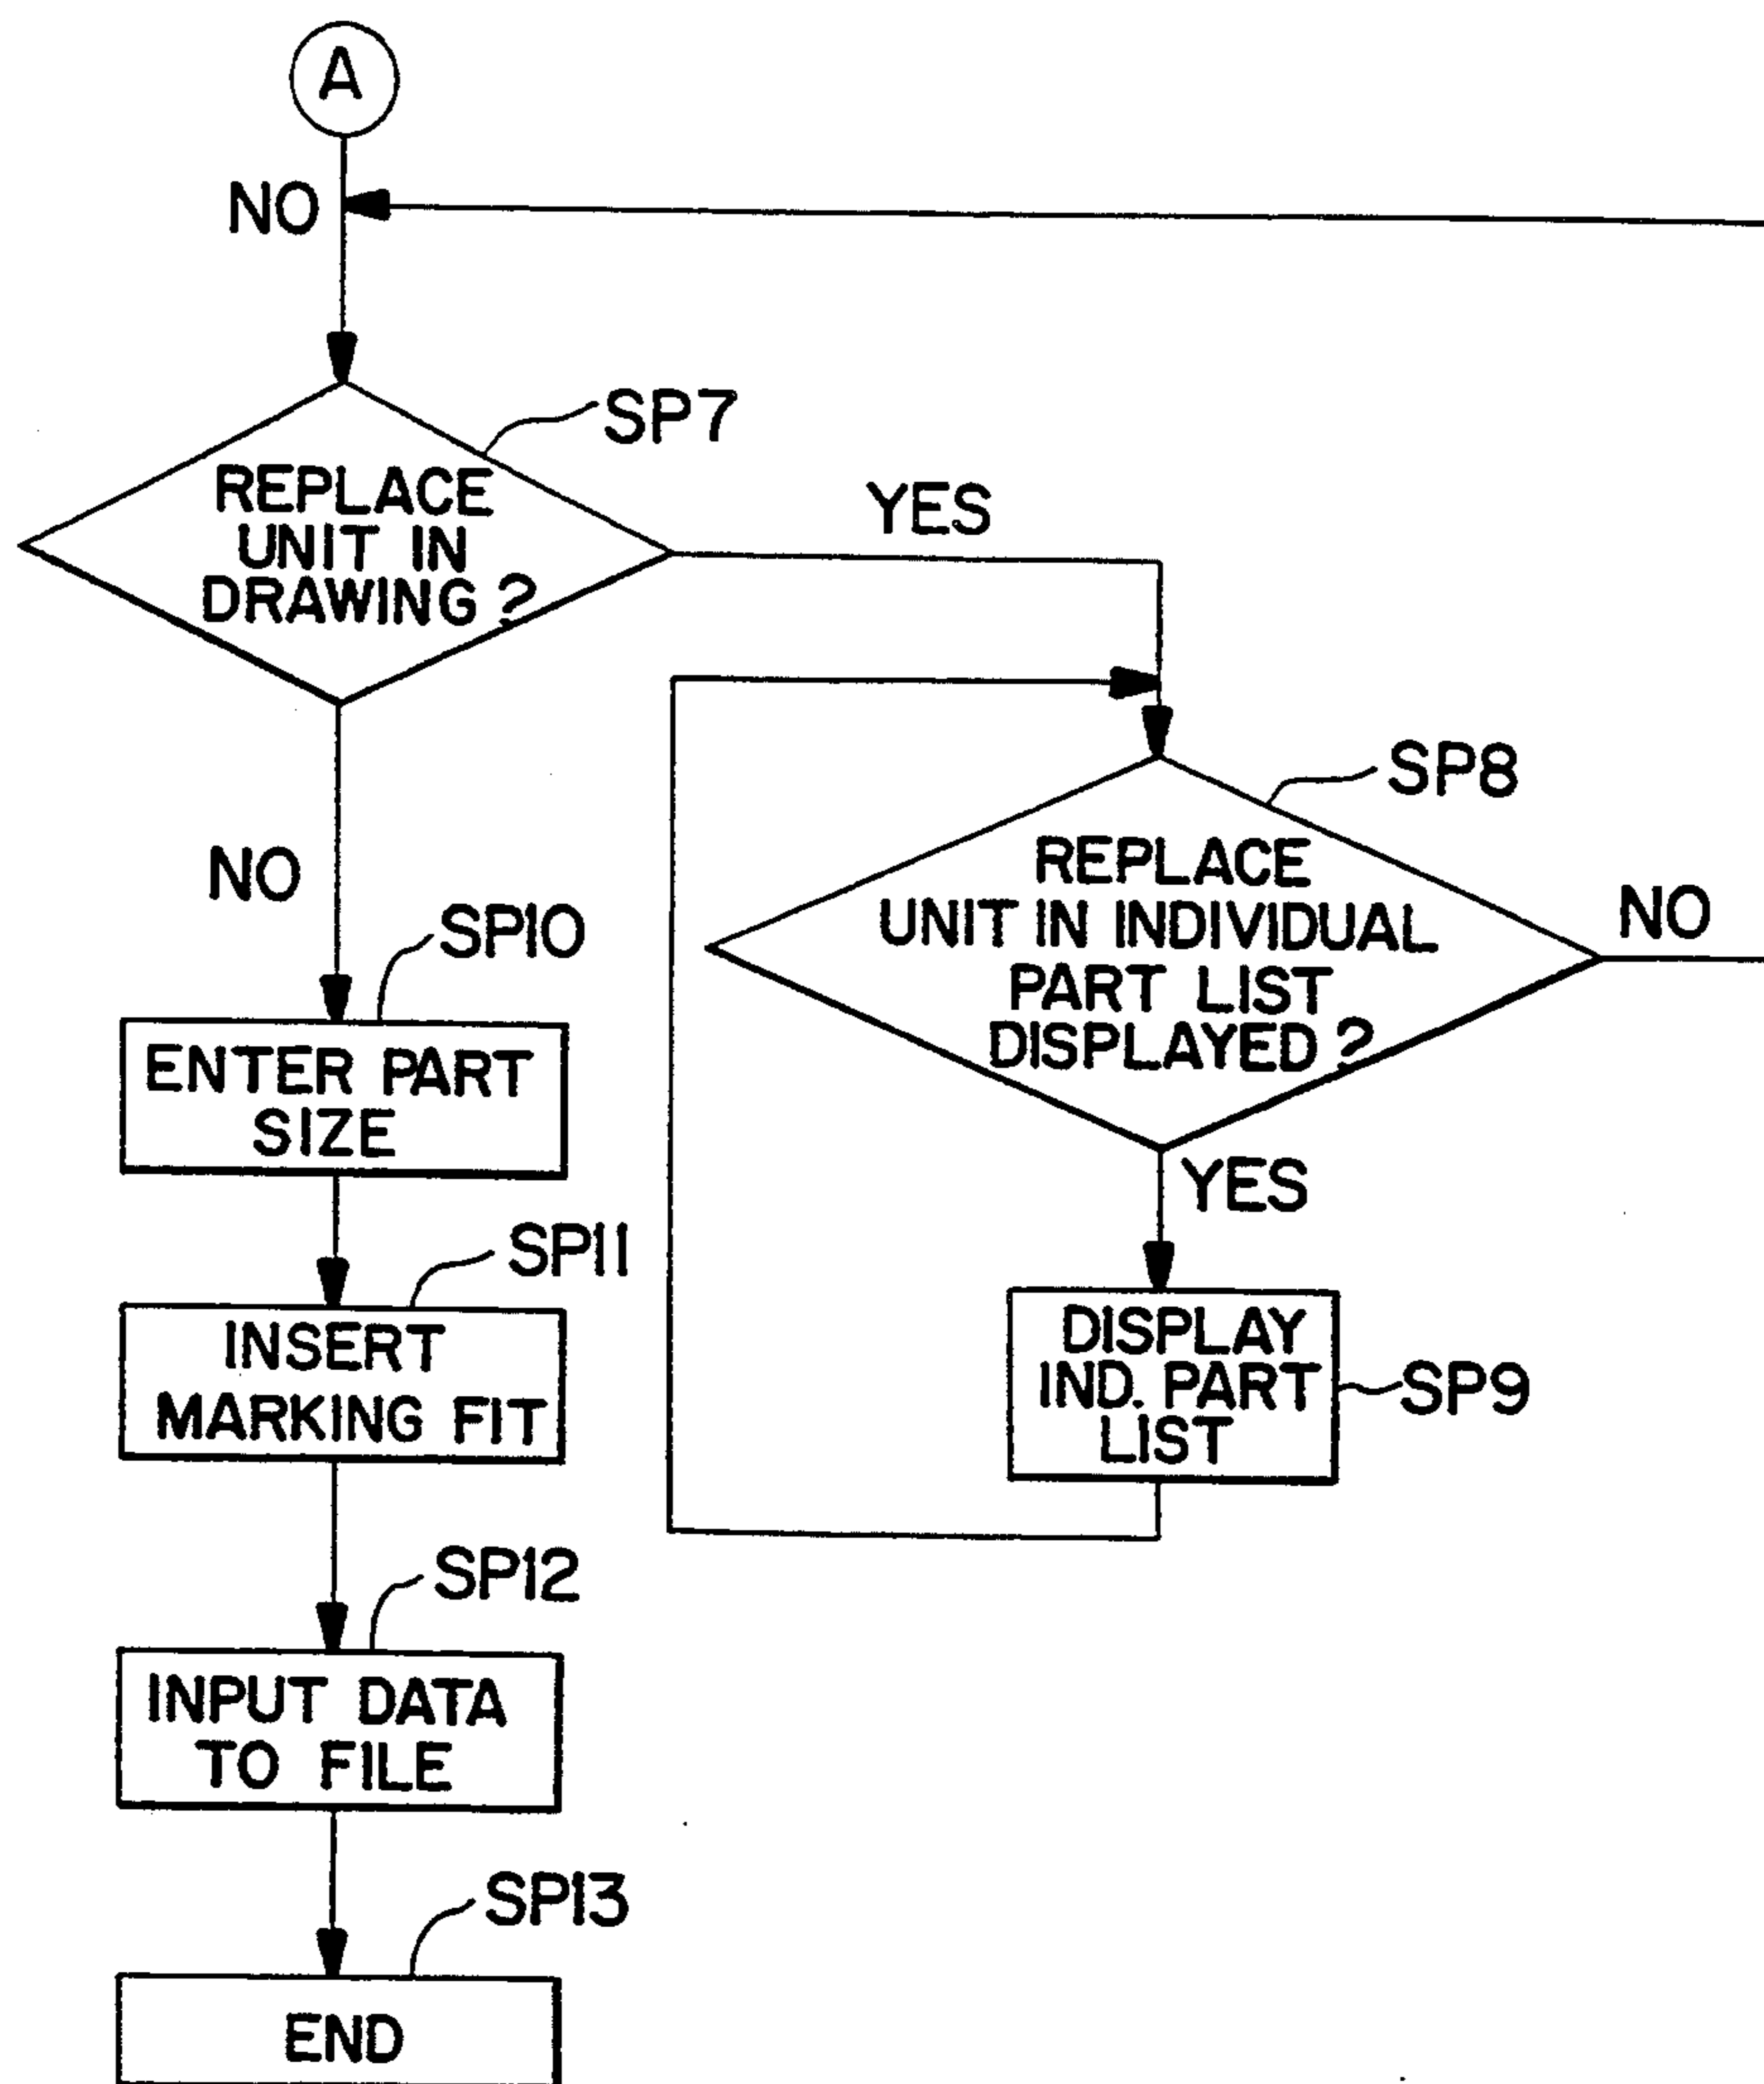 A
NO
SP7
REPLACE
UNIT IN
DRAWING ?
YES
SP8
REPLACE
UNIT IN INDIVIDUAL
PART LIST
DISPLAYED ?
NO
NO
SP10
ENTER PART
SIZE
YES
SP11
INSERT
MARKING FIT
DISPLAY
IND. PART
LIST
SP9
SP12
INPUT DATA
TO FILE
SP13
END